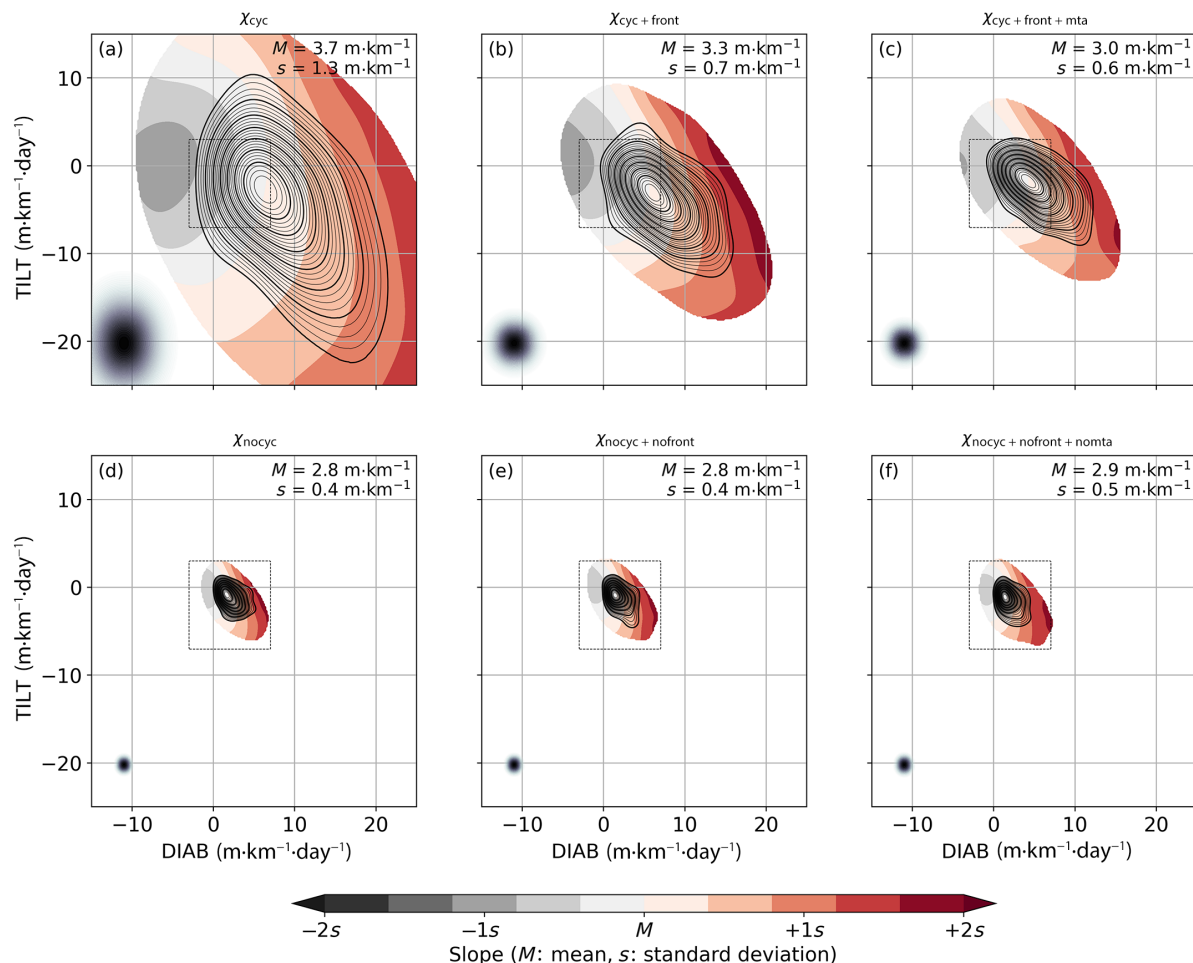 χcyc
χcyc + front
χcyc + front + mta
(a)
M = 3.7 m·km⁻¹
s = 1.3 m·km⁻¹
(b)
M = 3.3 m·km⁻¹
s = 0.7 m·km⁻¹
(c)
M = 3.0 m·km⁻¹
s = 0.6 m·km⁻¹
10
0
−10
−20
TILT (m·km⁻¹·day⁻¹)
χnocyc
χnocyc + nofront
χnocyc + nofront + nomta
(d)
M = 2.8 m·km⁻¹
s = 0.4 m·km⁻¹
(e)
M = 2.8 m·km⁻¹
s = 0.4 m·km⁻¹
(f)
M = 2.9 m·km⁻¹
s = 0.5 m·km⁻¹
10
0
−10
−20
TILT (m·km⁻¹·day⁻¹)
−10 0 10 20
−10 0 10 20
−10 0 10 20
DIAB (m·km⁻¹·day⁻¹)
DIAB (m·km⁻¹·day⁻¹)
DIAB (m·km⁻¹·day⁻¹)
−2s −1s M +1s +2s
Slope (M: mean, s: standard deviation)